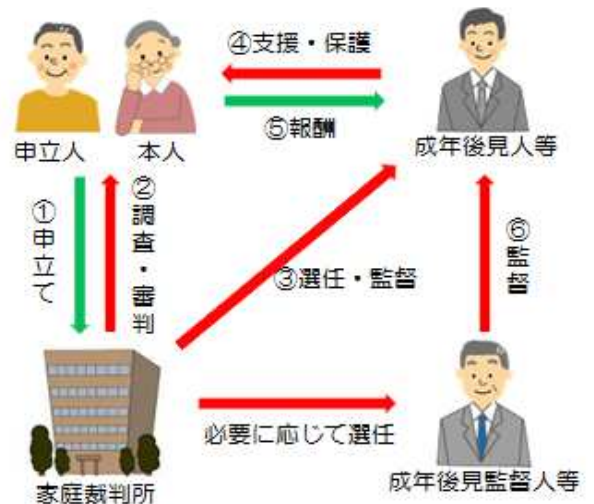 ④支援・保護
⑤報酬
申立人
本人
成年後見人等
①申立て
②調査・審判
③選任・監督
⑥監督
必要に応じて選任
家庭裁判所
成年後見監督人等